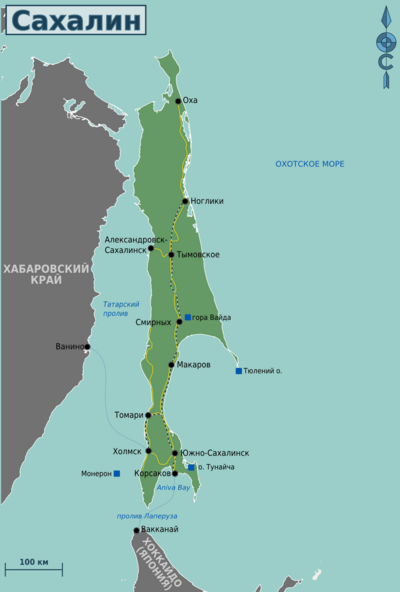 Сахалин
С
Оха
ОХОТСКОЕ МОРЕ
Ноглики
Александровск-
Сахалинск
Тымовское
ХАБАРОВСКИЙ
КРАЙ
Татарский
пролив
гора Вайда
Смирных
Ванино
Макаров
Тюлений о.
Томари
Холмск
Южно-Сахалинск
о. Тунайча
Монерон
Корсаков
Aniva Bay
пролив Лаперуза
Вакканай
ХОККАЙДО
(ЯПОНИЯ)
100 км